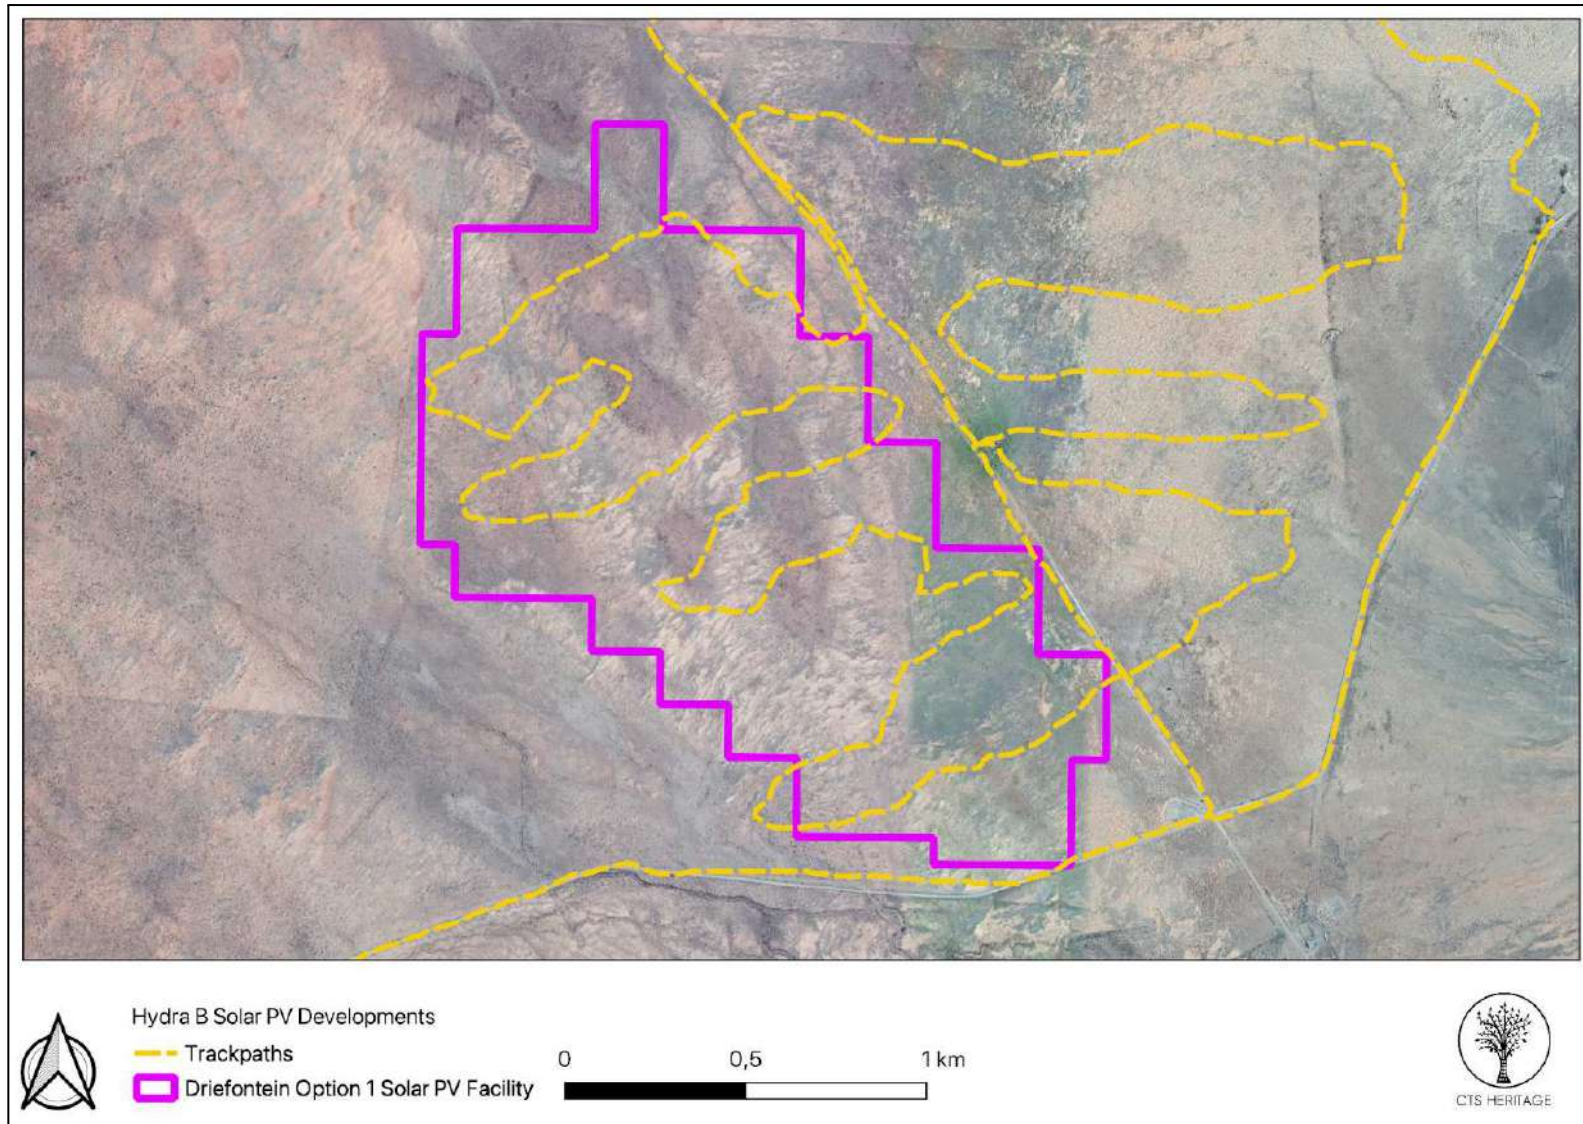 Hydra B Solar PV Developments
Trackpaths
Driefontein Option 1 Solar PV Facility
0 0,5 1 km
CTS HERITAGE